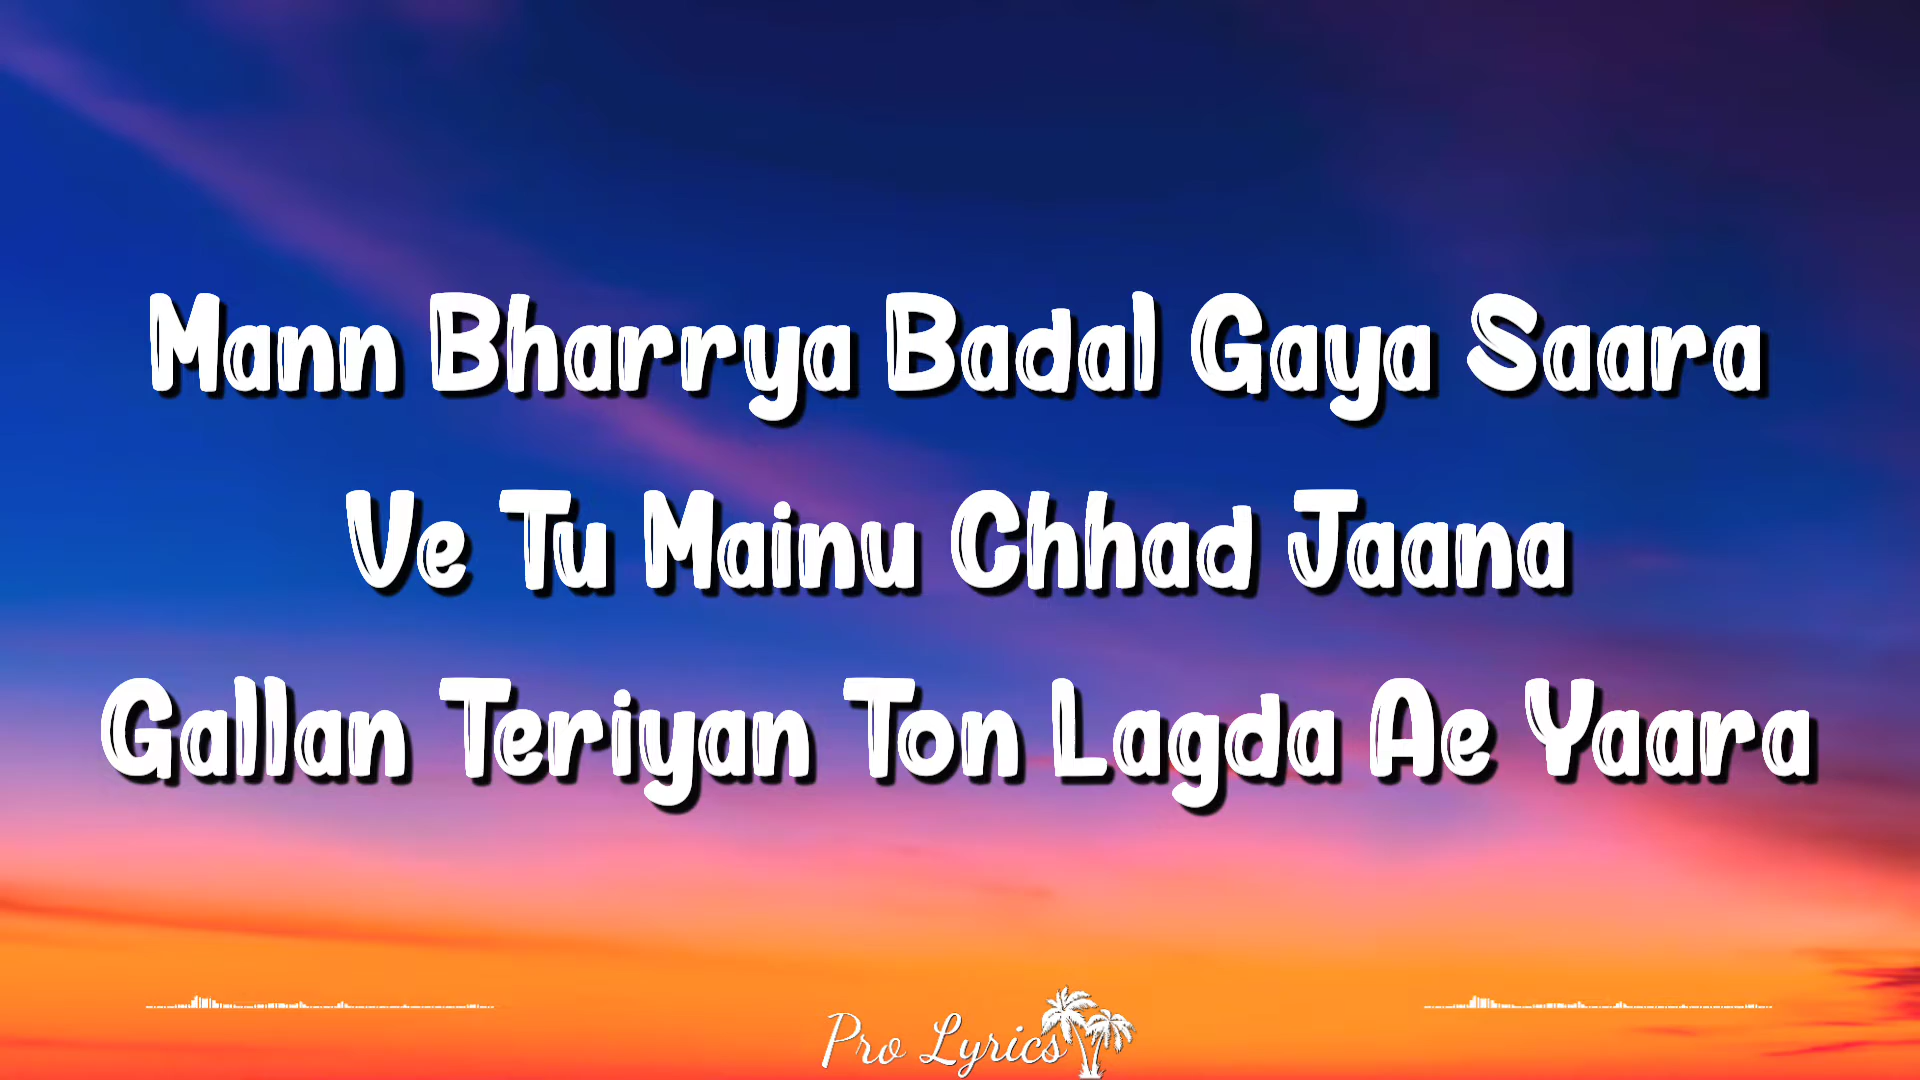 Mann Bharrya Badal Gaya Saara
Ve Tu Mainu Chhad Jaana
Gallan Teriyan Ton Lagda Ae Yaara
Pro Lyrics